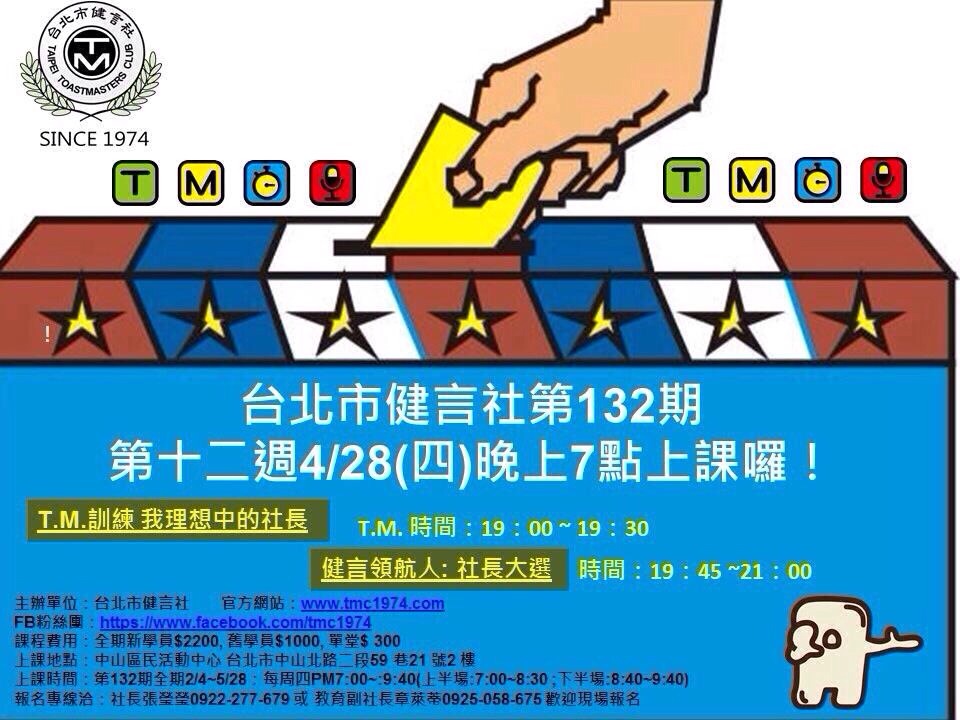 台北市健言社
TM
TAIPEI TOASTMASTERS CLUB
SINCE 1974
T M
T M
!
台北市健言社第132期
第十二週4/28(四)晚上7點上課囉！
T.M.訓練 我理想中的社長
T.M. 時間：19：00 ~ 19：30
健言領航人: 社長大選
時間：19：45 ~21：00
主辦單位：台北市健言社 官方網站：www.tmc1974.com
FB粉絲團：https://www.facebook.com/tmc1974
課程費用：全期新學員$2200, 舊學員$1000, 單堂$ 300
上課地點：中山區民活動中心 台北市中山北路二段59 巷21 號2 樓
上課時間：第132期全期2/4~5/28：每周四PM7:00~:9:40(上半場:7:00~8:30 ;下半場:8:40~9:40)
報名專線洽：社長張瑩瑩0922-277-679 或 教育副社長章萊苓0925-058-675 歡迎現場報名